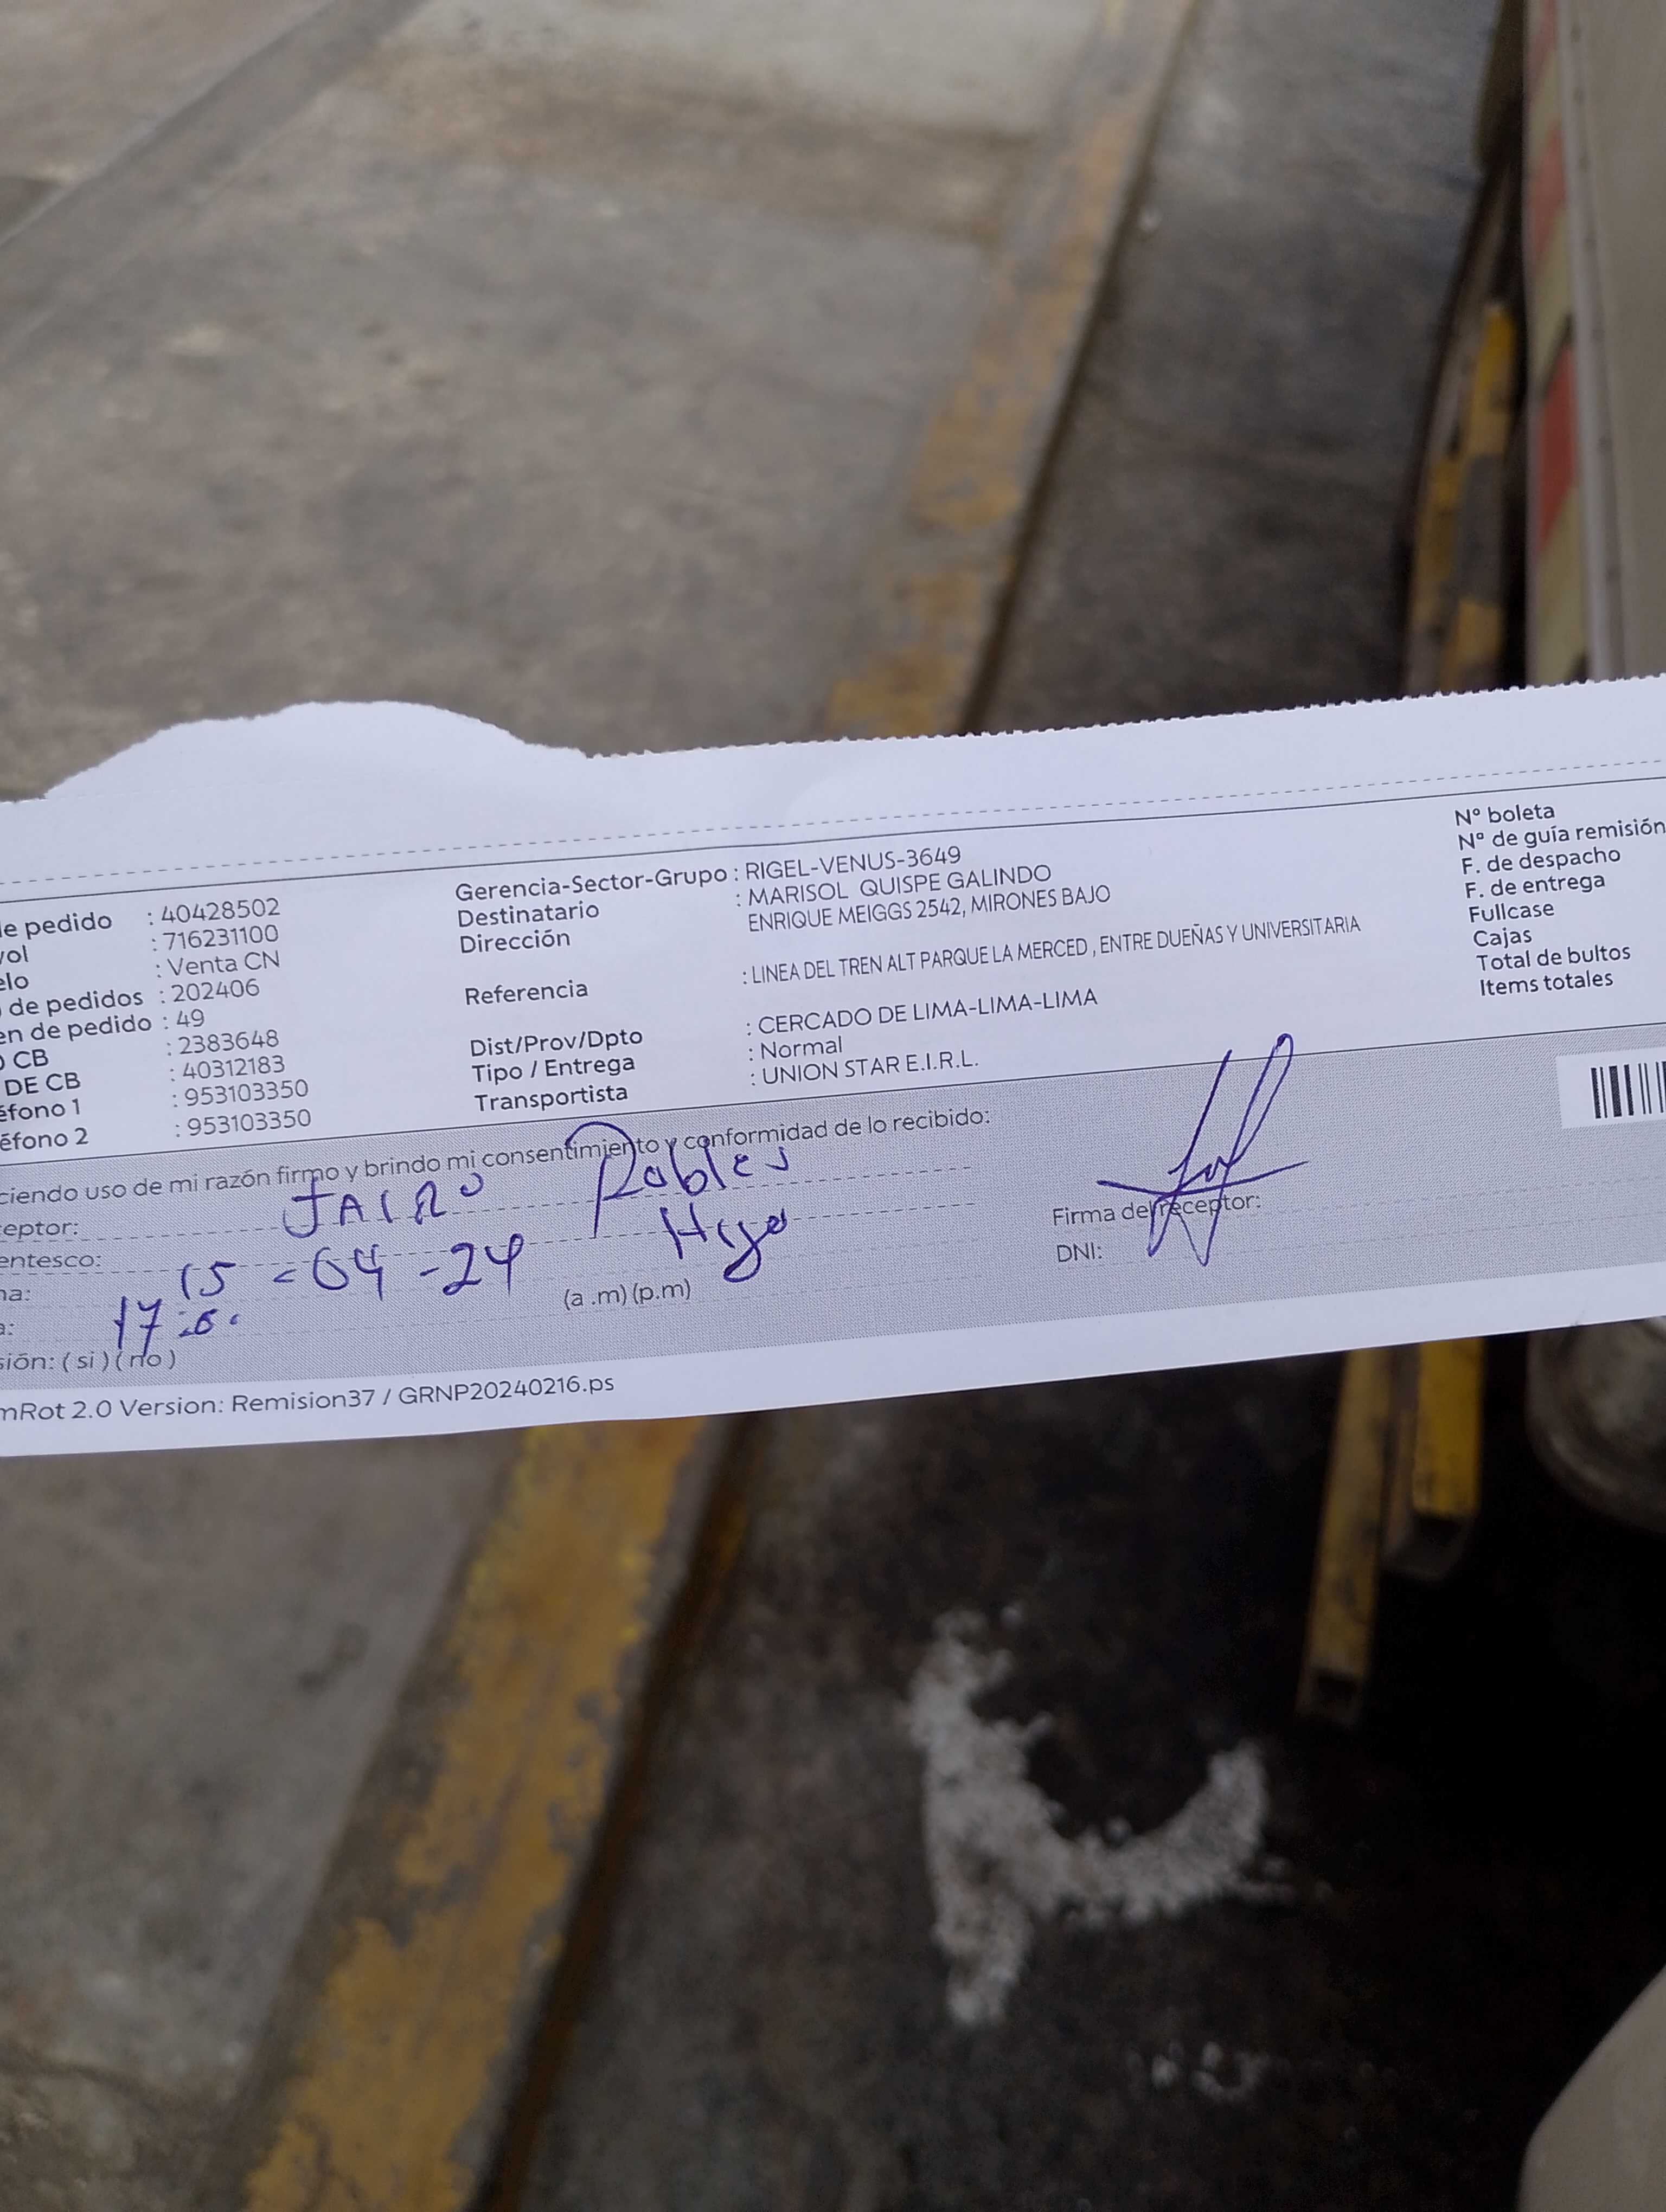 Nº boleta
Nº de guía remisión
F. de despacho
F. de entrega
Fullcase
Cajas
Total de bultos
Items totales
Gerencia-Sector-Grupo : RIGEL-VENUS-3649
Destinatario : MARISOL QUISPE GALINDO
Dirección ENRIQUE MEIGGS 2542, MIRONES BAJO
Referencia : LINEA DEL TREN ALT PARQUE LA MERCED , ENTRE DUEÑAS Y UNIVERSITARIA
Dist/Prov/Dpto : CERCADO DE LIMA-LIMA-LIMA
Tipo / Entrega : Normal
Transportista : UNION STAR E.I.R.L.
e pedido : 40428502
ol : 716231100
elo : Venta CN
de pedidos : 202406
en de pedido : 49
CB : 2383648
DE CB : 40312183
éfono 1 : 953103350
éfono 2 : 953103350
ciendo uso de mi razón firmo y brindo mi consentimiento y conformidad de lo recibido:
eptor: JAIRO Robles
entesco: Hijo
na: 15-04-24
a: (a .m) (p.m)
sión: ( si ) ( no )
Firma del receptor:
DNI:
mRot 2.0 Version: Remision37 / GRNP20240216.ps